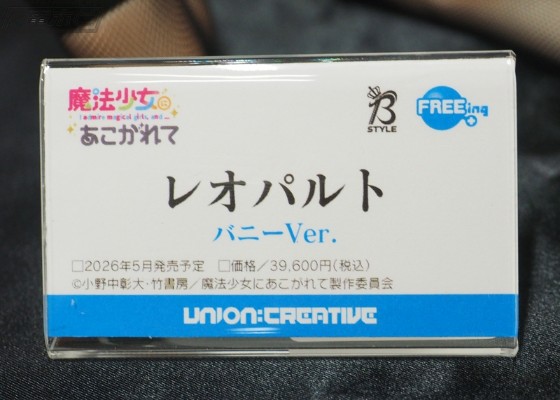 魔法少女に
I admire magical girls, and...
あこがれて
B
STYLE
FREEing
レオパルト
バニーVer.
□2026年5月発売予定 □価格／39,600円(税込)
©小野中彰大・竹書房／魔法少女にあこがれて製作委員会
UNION:CREATIVE